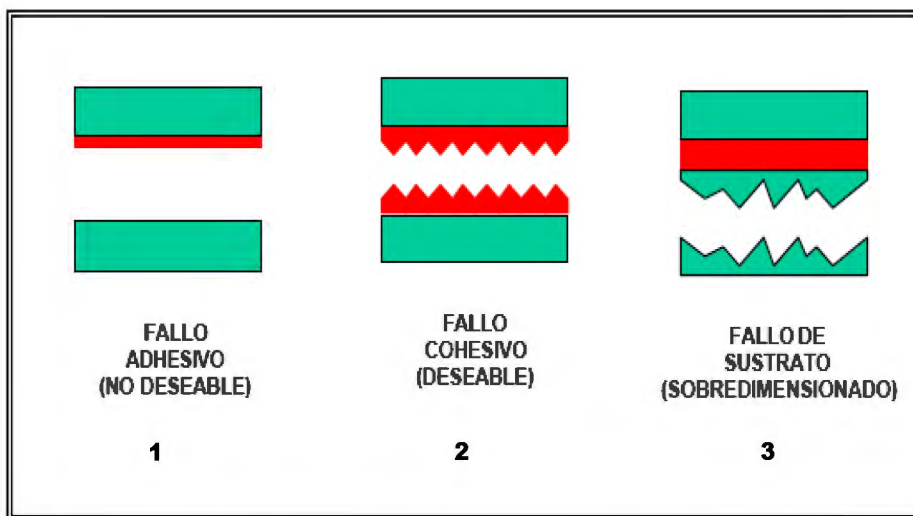 FALLO
ADHESIVO
(NO DESEABLE)
1
FALLO
COHESIVO
(DESEABLE)
2
FALLO DE
SUSTRATO
(SOBREDIMENSIONADO)
3